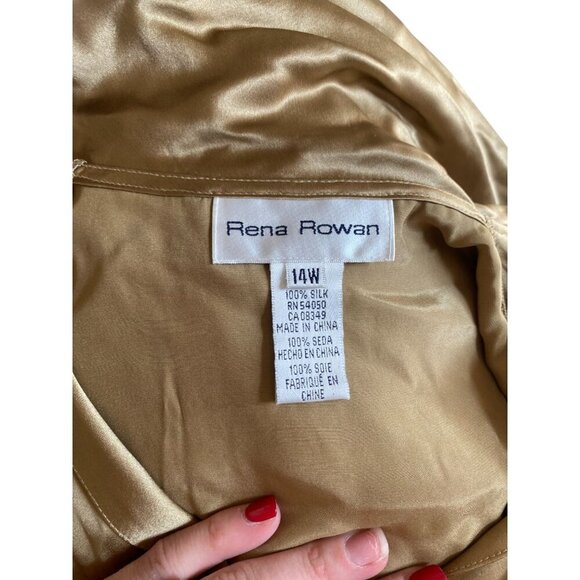 Rena Rowan
14W
100% SILK
RN 54050
CA 08349
MADE IN CHINA
100% SEDA
HECHO EN CHINA
100% SOIE
FABRIQUÉ EN
CHINE